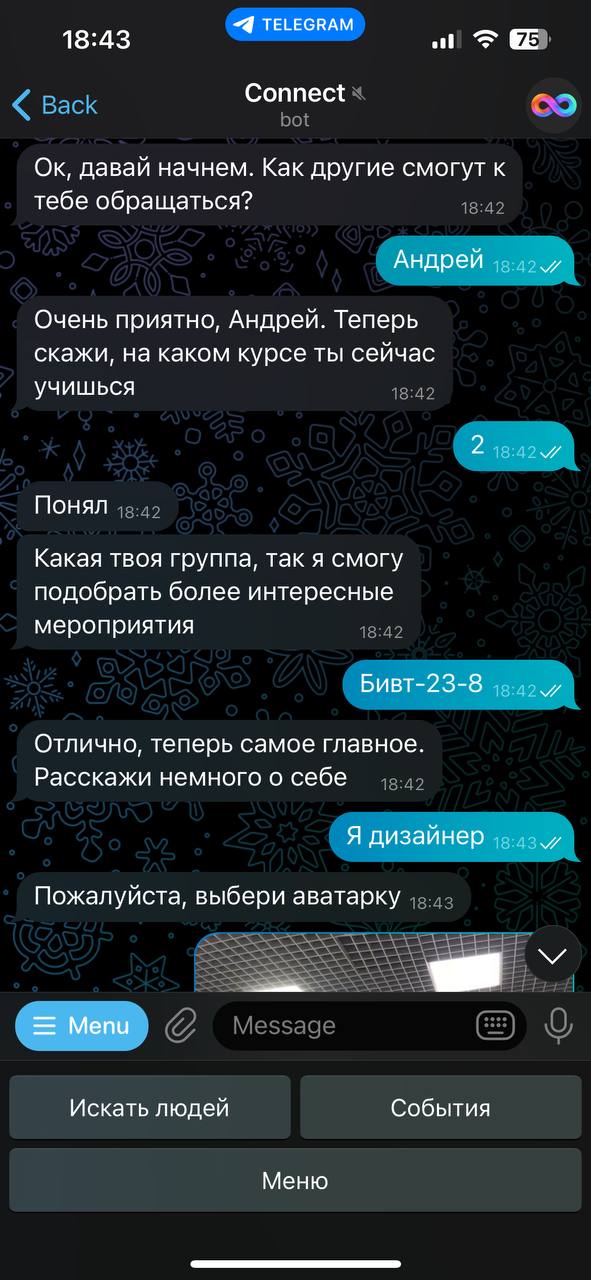 18:43
TELEGRAM
75
Back
Connect
bot
Ок, давай начнем. Как другие смогут к
тебе обращаться?
18:42
Андрей 18:42
Очень приятно, Андрей. Теперь
скажи, на каком курсе ты сейчас
учишься
18:42
2 18:42
Понял 18:42
Какая твоя группа, так я смогу
подобрать более интересные
мероприятия
18:42
Бивт-23-8 18:42
Отлично, теперь самое главное.
Расскажи немного о себе
18:42
Я дизайнер 18:43
Пожалуйста, выбери аватарку 18:43
Menu
Message
Искать людей
События
Меню